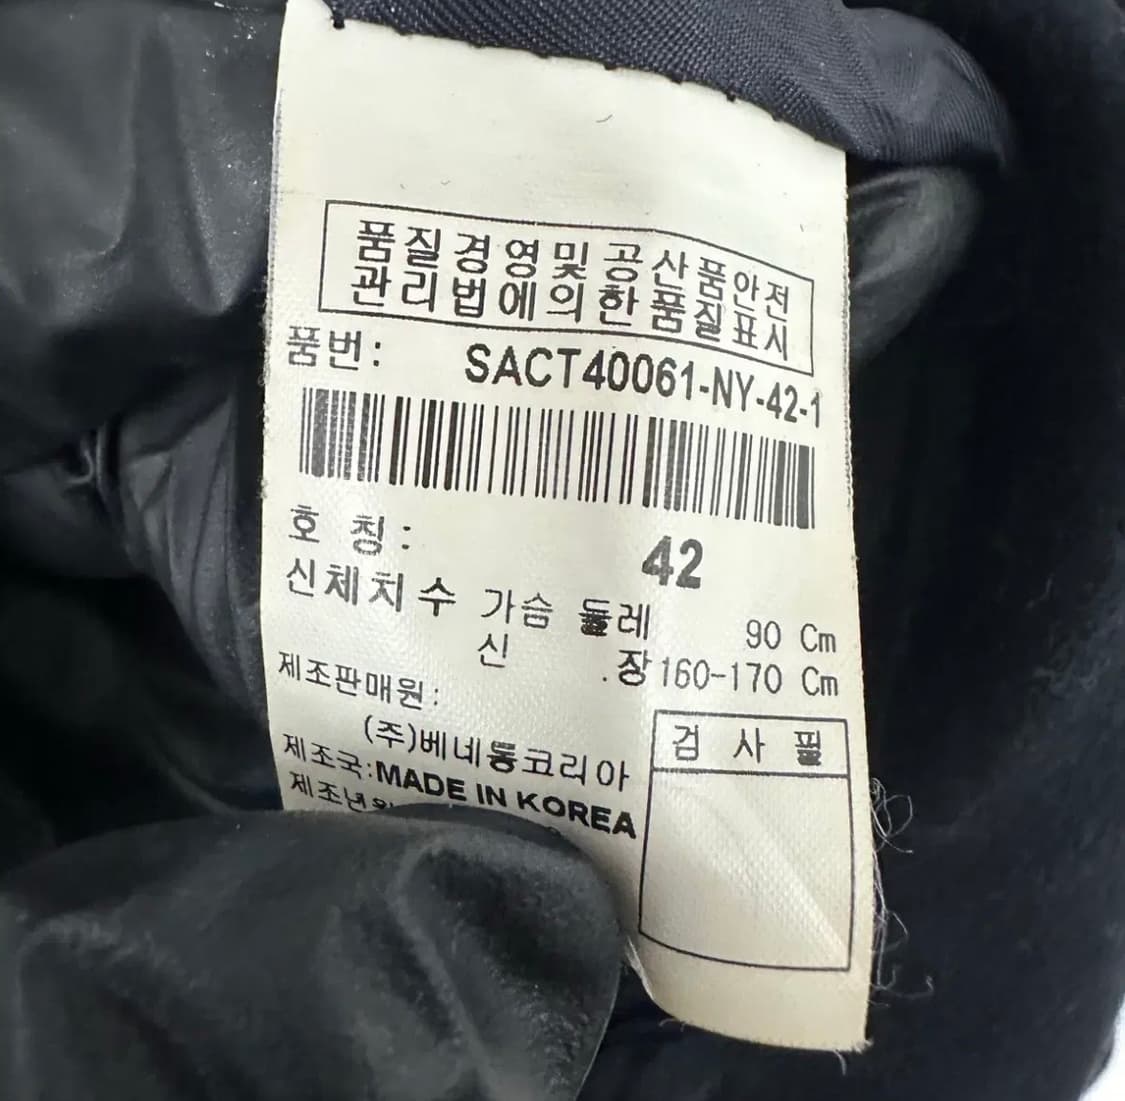 품질경영및공산품안전
관리법에의한품질표시
품번: SACT40061-NY-42-1
호 칭: 42
신체치수 가슴 둘레 90 Cm
신 장 160-170 Cm
제조판매원:
(주)베네통코리아
제조국:MADE IN KOREA
제조년
검 사 필